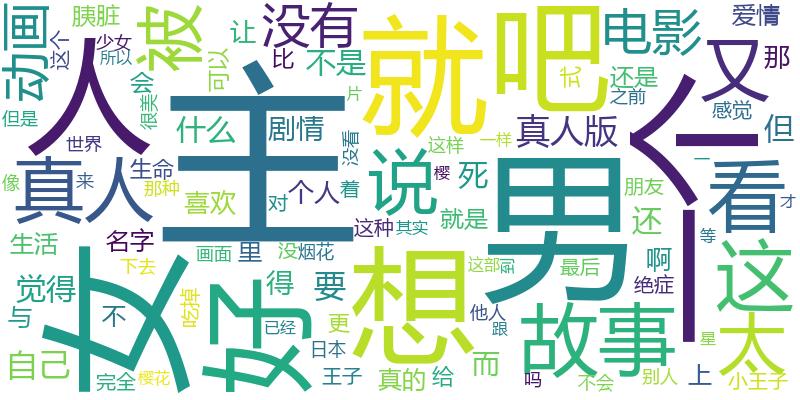 动画
胰脏
被
没有
让
比
就
吧
电影
爱情
又
那
这个
少女
所以
可以
不是
式
还是
之前
感觉
但是
会
很美
人
主
什么
剧情
没看
片
这样
一样
真人版
但
世界
生命
真人
像
来
那种
喜欢
对
个人
着
说
樱
死
男
一个
朋友
看
一
才
名字
里
这种
其实
就是
还
等
生活
画面
没
烟花
这部
最后
啊
这
下去
觉得
女
不
吃掉
好
得
要
想
他人
绝症
故事
与
已经
更
跟
星
太
自己
完全
樱花
日本
王子
真的
给
而
吗
不会
别人
上
小王子